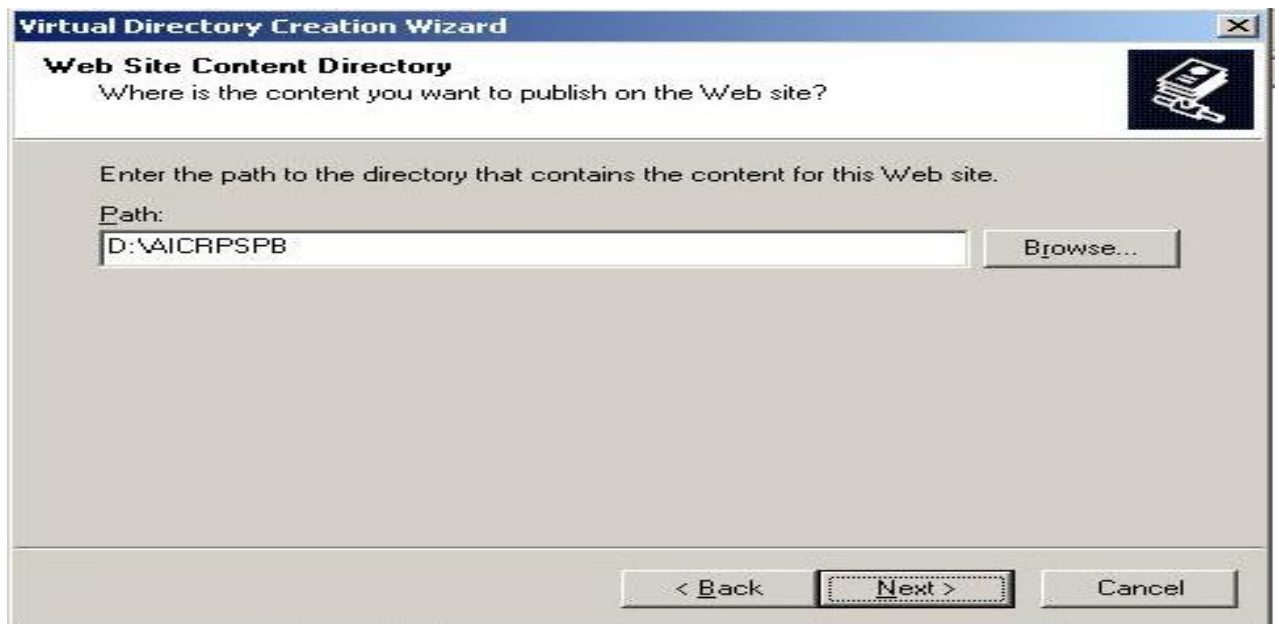 Virtual Directory Creation Wizard
Web Site Content Directory
Where is the content you want to publish on the Web site?
Enter the path to the directory that contains the content for this Web site.
Path:
D:\AICRPSPB
Browse...
< Back
Next >
Cancel